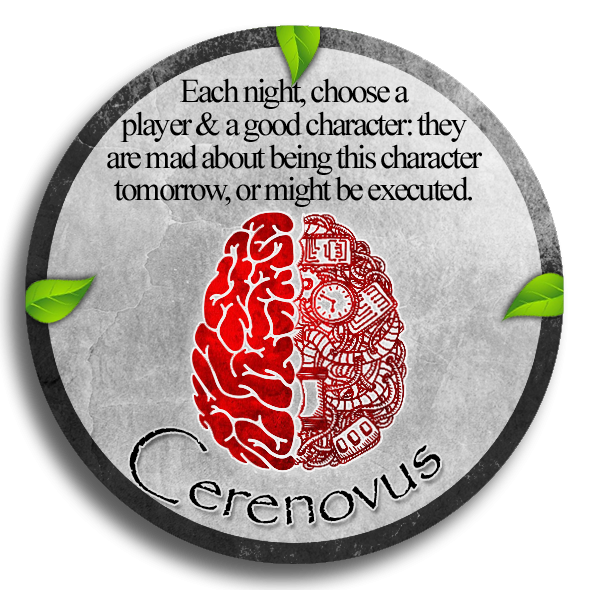 Each night, choose a
player & a good character: they
are mad about being this character
tomorrow, or might be executed.
Cerenovus